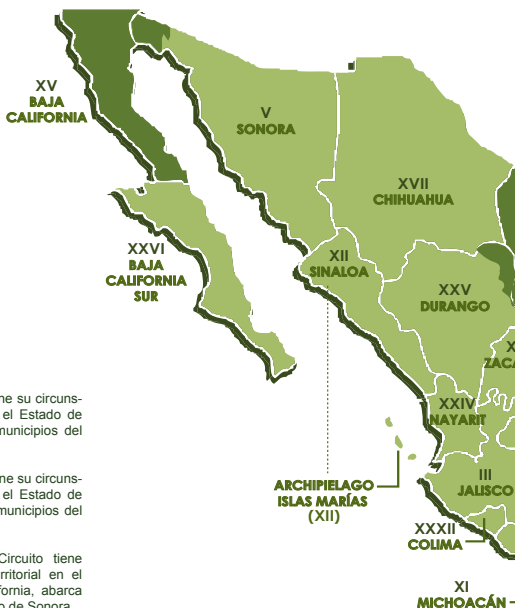 XV
BAJA
CALIFORNIA
V
SONORA
XVII
CHIHUAHUA
XXVI
BAJA
CALIFORNIA
SUR
XII
SINALOA
XXV
DURANGO
XXIV
NAYARIT
ARCHIPIELAGO
ISLAS MARÍAS
(XII)
III
JALISCO
XXXII
COLIMA
XI
MICHOACÁN
ne su circuns-
el Estado de
municipios del
ne su circuns-
el Estado de
municipios del
Circuito tiene
rritorial en el
fornia, abarca
o de Sonora